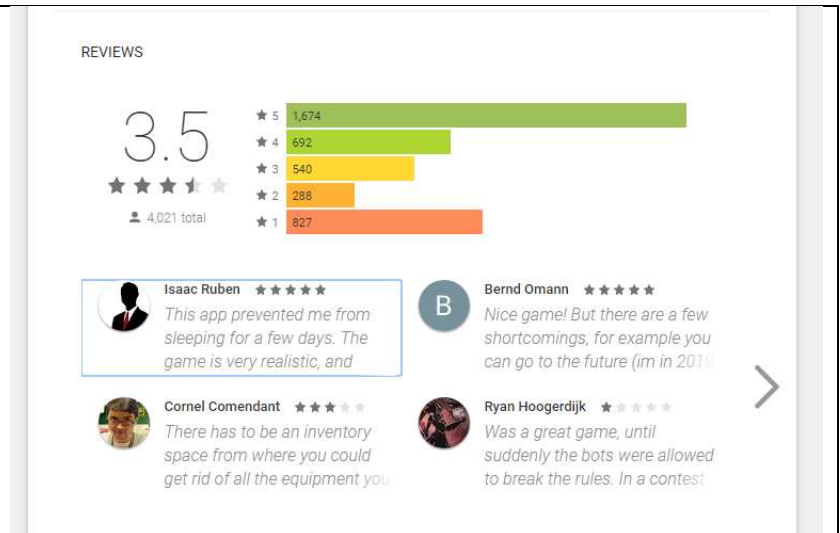 REVIEWS
3.5
4,021 total
5 1,674
4 692
3 540
2 288
1 827
Isaac Ruben
This app prevented me from
sleeping for a few days. The
game is very realistic, and
B
Bernd Omann
Nice game! But there are a few
shortcomings, for example you
can go to the future (im in 2019
Cornel Comendant
There has to be an inventory
space from where you could
get rid of all the equipment you
Ryan Hoogerdijk
Was a great game, until
suddenly the bots were allowed
to break the rules. In a contest